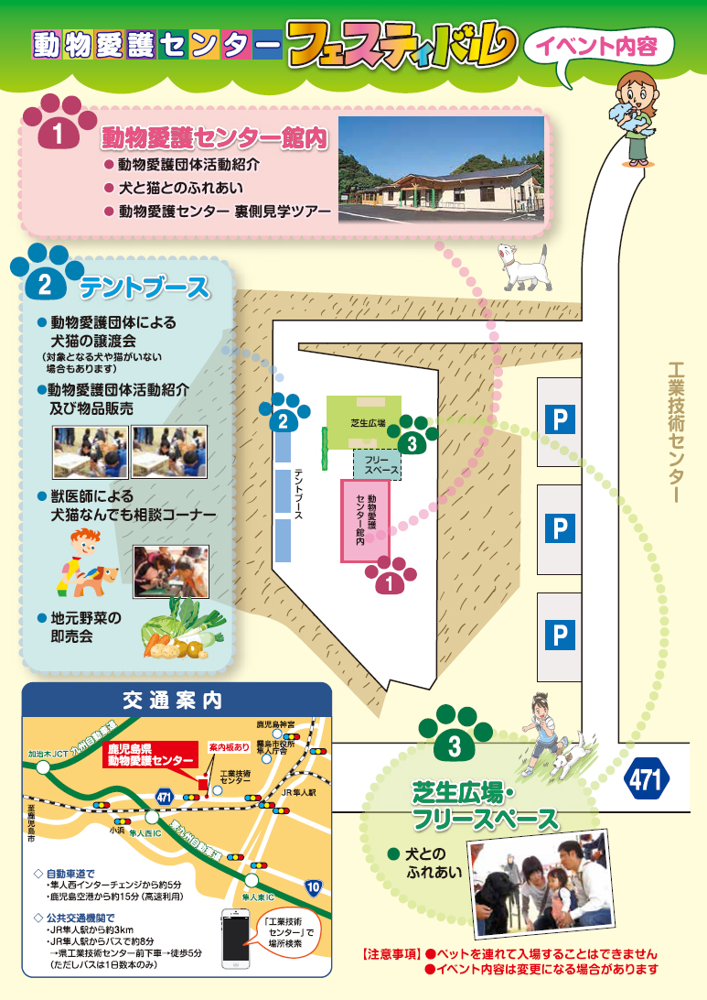 動物愛護センターフェスティバル
イベント内容
1
動物愛護センター館内
● 動物愛護団体活動紹介
● 犬と猫とのふれあい
● 動物愛護センター 裏側見学ツアー
2
テントブース
● 動物愛護団体による
犬猫の譲渡会
(対象となる犬や猫がいない
場合もあります)
●動物愛護団体活動紹介
及び物品販売
● 獣医師による
犬猫なんでも相談コーナー
● 地元野菜の
即売会
2
芝生広場
3
フリー
スペース
テントブース
動物愛護
センター館内
1
P
P
P
工業技術センター
471
3
芝生広場・
フリースペース
● 犬との
ふれあい
交通案内
加治木JCT
九州自動車道
鹿児島県
動物愛護センター
案内板あり
鹿児島神宮
霧島市役所
隼人庁舎
工業技術
センター
JR隼人駅
471
至鹿児島市
小浜
隼人西IC
東九州自動車道
隼人東IC
10
◇ 自動車道で
・隼人西インターチェンジから約5分
・鹿児島空港から約15分(高速利用)
◇ 公共交通機関で
・JR隼人駅から約3km
・JR隼人駅からバスで約8分
→県工業技術センター前下車→徒歩5分
(ただしバスは1日数本のみ)
「工業技術
センター」で
場所検索
【注意事項】●ペットを連れて入場することはできません
●イベント内容は変更になる場合があります